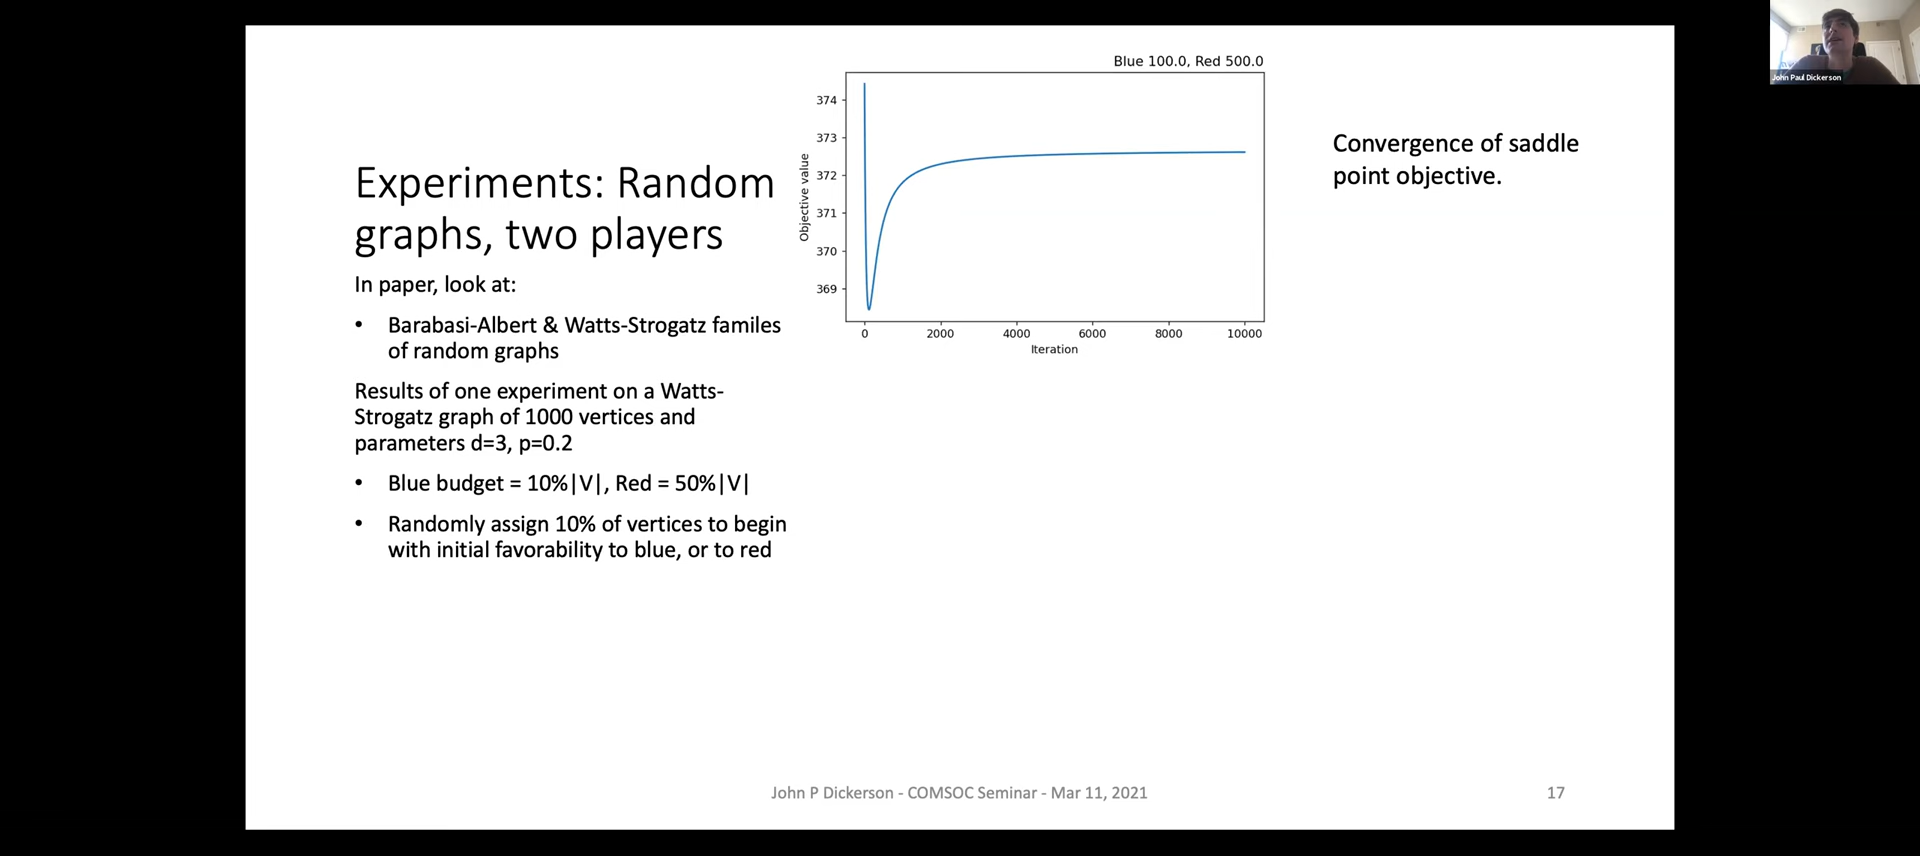 Experiments: Random
graphs, two players
In paper, look at:
• Barabasi-Albert & Watts-Strogatz familes
of random graphs
Results of one experiment on a Watts-
Strogatz graph of 1000 vertices and
parameters d=3, p=0.2
• Blue budget = 10%|V|, Red = 50%|V|
• Randomly assign 10% of vertices to begin
with initial favorability to blue, or to red
Blue 100.0, Red 500.0
Objective value
374
373
372
371
370
369
0 2000 4000 6000 8000 10000
Iteration
Convergence of saddle
point objective.
John P Dickerson - COMSOC Seminar - Mar 11, 2021
17
John Paul Dickerson